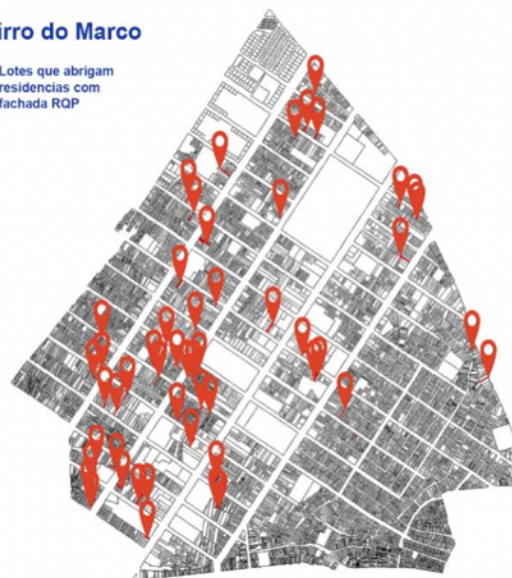 irro do Marco
Lotes que abrigam
residencias com
fachada RQP